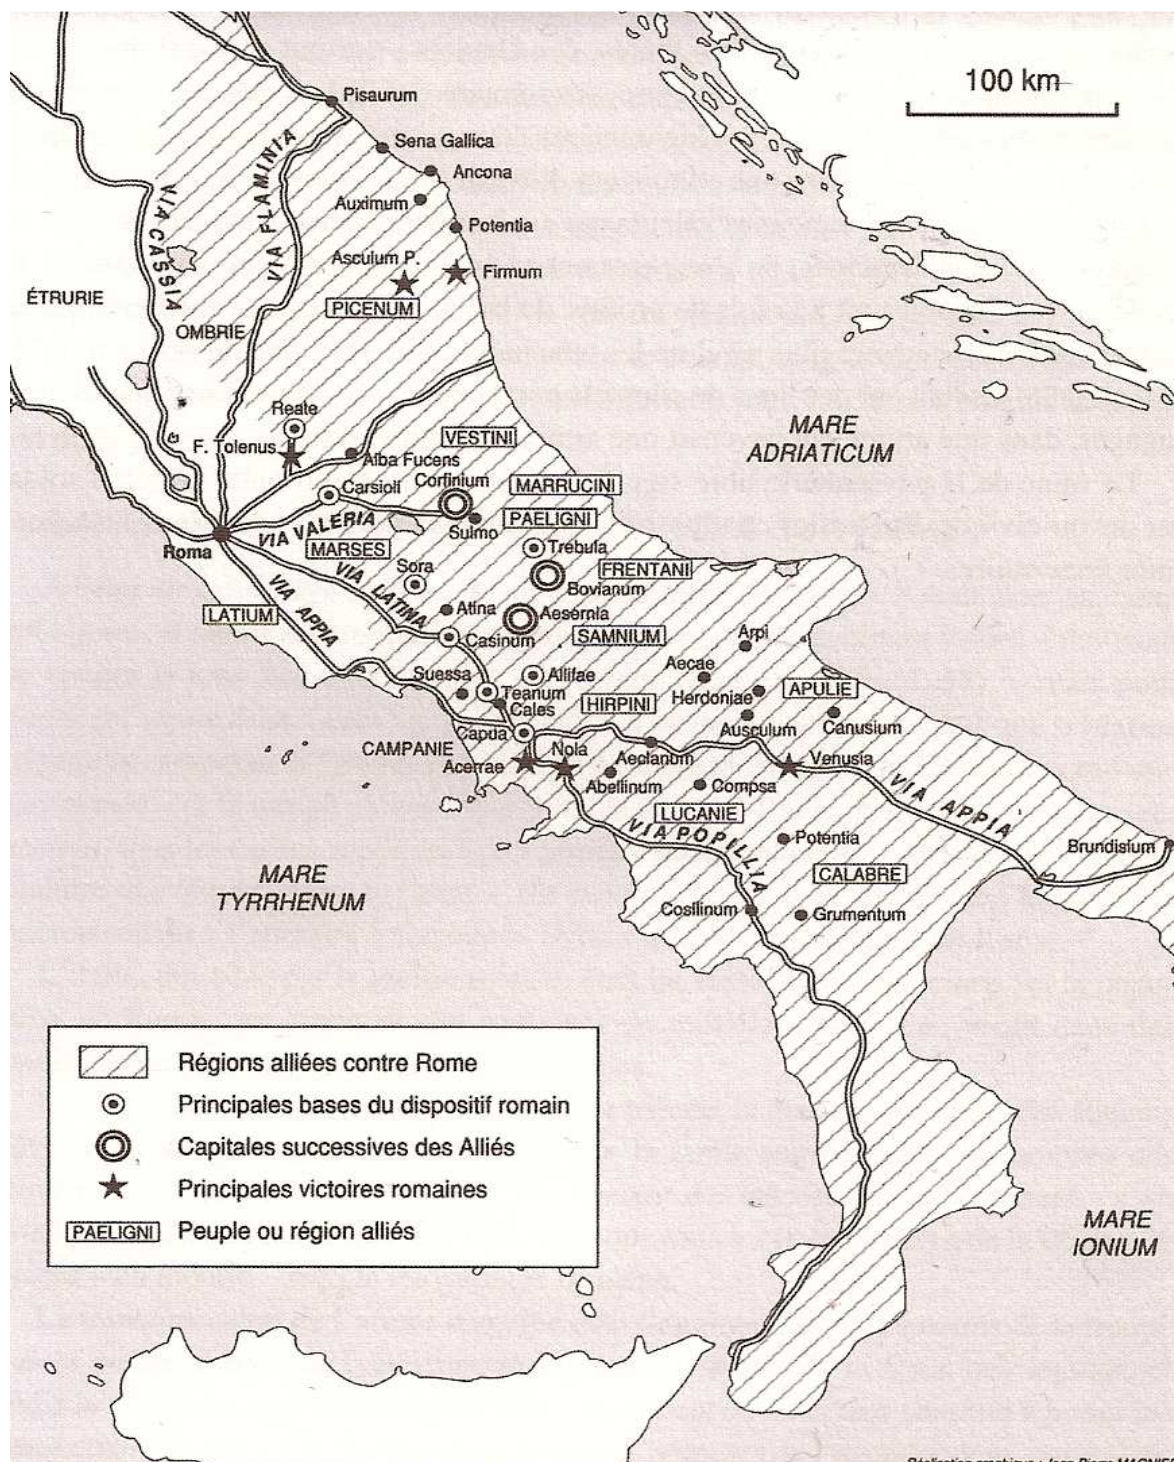 100 km
Pisaurum
Sena Gallica
Ancona
Auximum
Potentia
VIA FLAMINIA
VIA CASSIA
Asculum P.
Firmum
PICENUM
ÉTRURIE
OMBRIE
MARE
ADRIATICUM
Reate
F. Tolenus
VESTINI
Alba Fucens
Corfinium
MARRUCINI
Carsioli
PAELIGNI
Sulmo
VIA VALERIA
Roma
MARSES
Trebula
FRENTANI
Sora
Bovianum
VIA LATINA
VIA APPIA
LATIUM
Atina
Aesernia
SAMNIUM
Casinum
Arpi
Aecae
Suessa
Allifae
Teanum
Cales
HIRPINI
Herdoniae
APULIE
Ausculum
Canusium
Capua
CAMPANIE
Nola
Acerrae
Aeclanum
Venusia
Abellinum
Compsa
LUCANIE
VIA APPIA
VIA POPILLIA
Potentia
Brundisium
CALABRE
MARE
TYRRHENUM
Cosilinum
Grumentum
Régions alliées contre Rome
Principales bases du dispositif romain
Capitales successives des Alliés
Principales victoires romaines
PAELIGNI Peuple ou région alliés
MARE
IONIUM